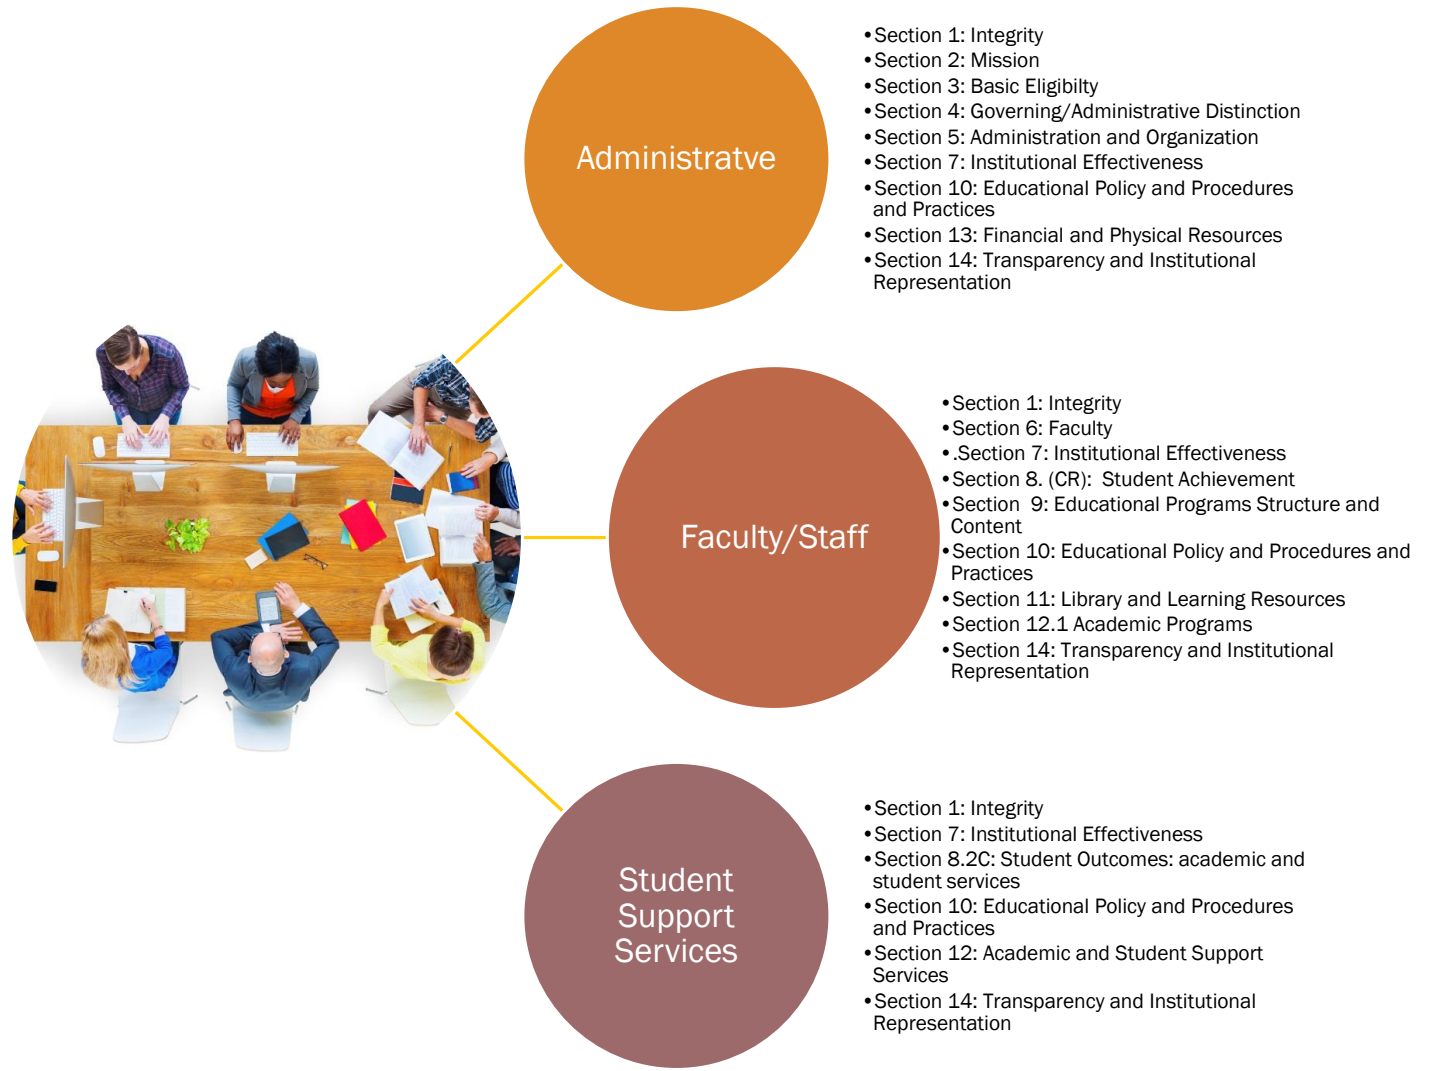 Administratve
•Section 1: Integrity
•Section 2: Mission
•Section 3: Basic Eligibilty
•Section 4: Governing/Administrative Distinction
•Section 5: Administration and Organization
•Section 7: Institutional Effectiveness
•Section 10: Educational Policy and Procedures
and Practices
•Section 13: Financial and Physical Resources
•Section 14: Transparency and Institutional
Representation
Faculty/Staff
•Section 1: Integrity
•Section 6: Faculty
•.Section 7: Institutional Effectiveness
•Section 8. (CR):  Student Achievement
•Section  9: Educational Programs Structure and
Content
•Section 10: Educational Policy and Procedures and
Practices
•Section 11: Library and Learning Resources
•Section 12.1 Academic Programs
•Section 14: Transparency and Institutional
Representation
Student
Support
Services
•Section 1: Integrity
•Section 7: Institutional Effectiveness
•Section 8.2C: Student Outcomes: academic and
student services
•Section 10: Educational Policy and Procedures
and Practices
•Section 12: Academic and Student Support
Services
•Section 14: Transparency and Institutional
Representation